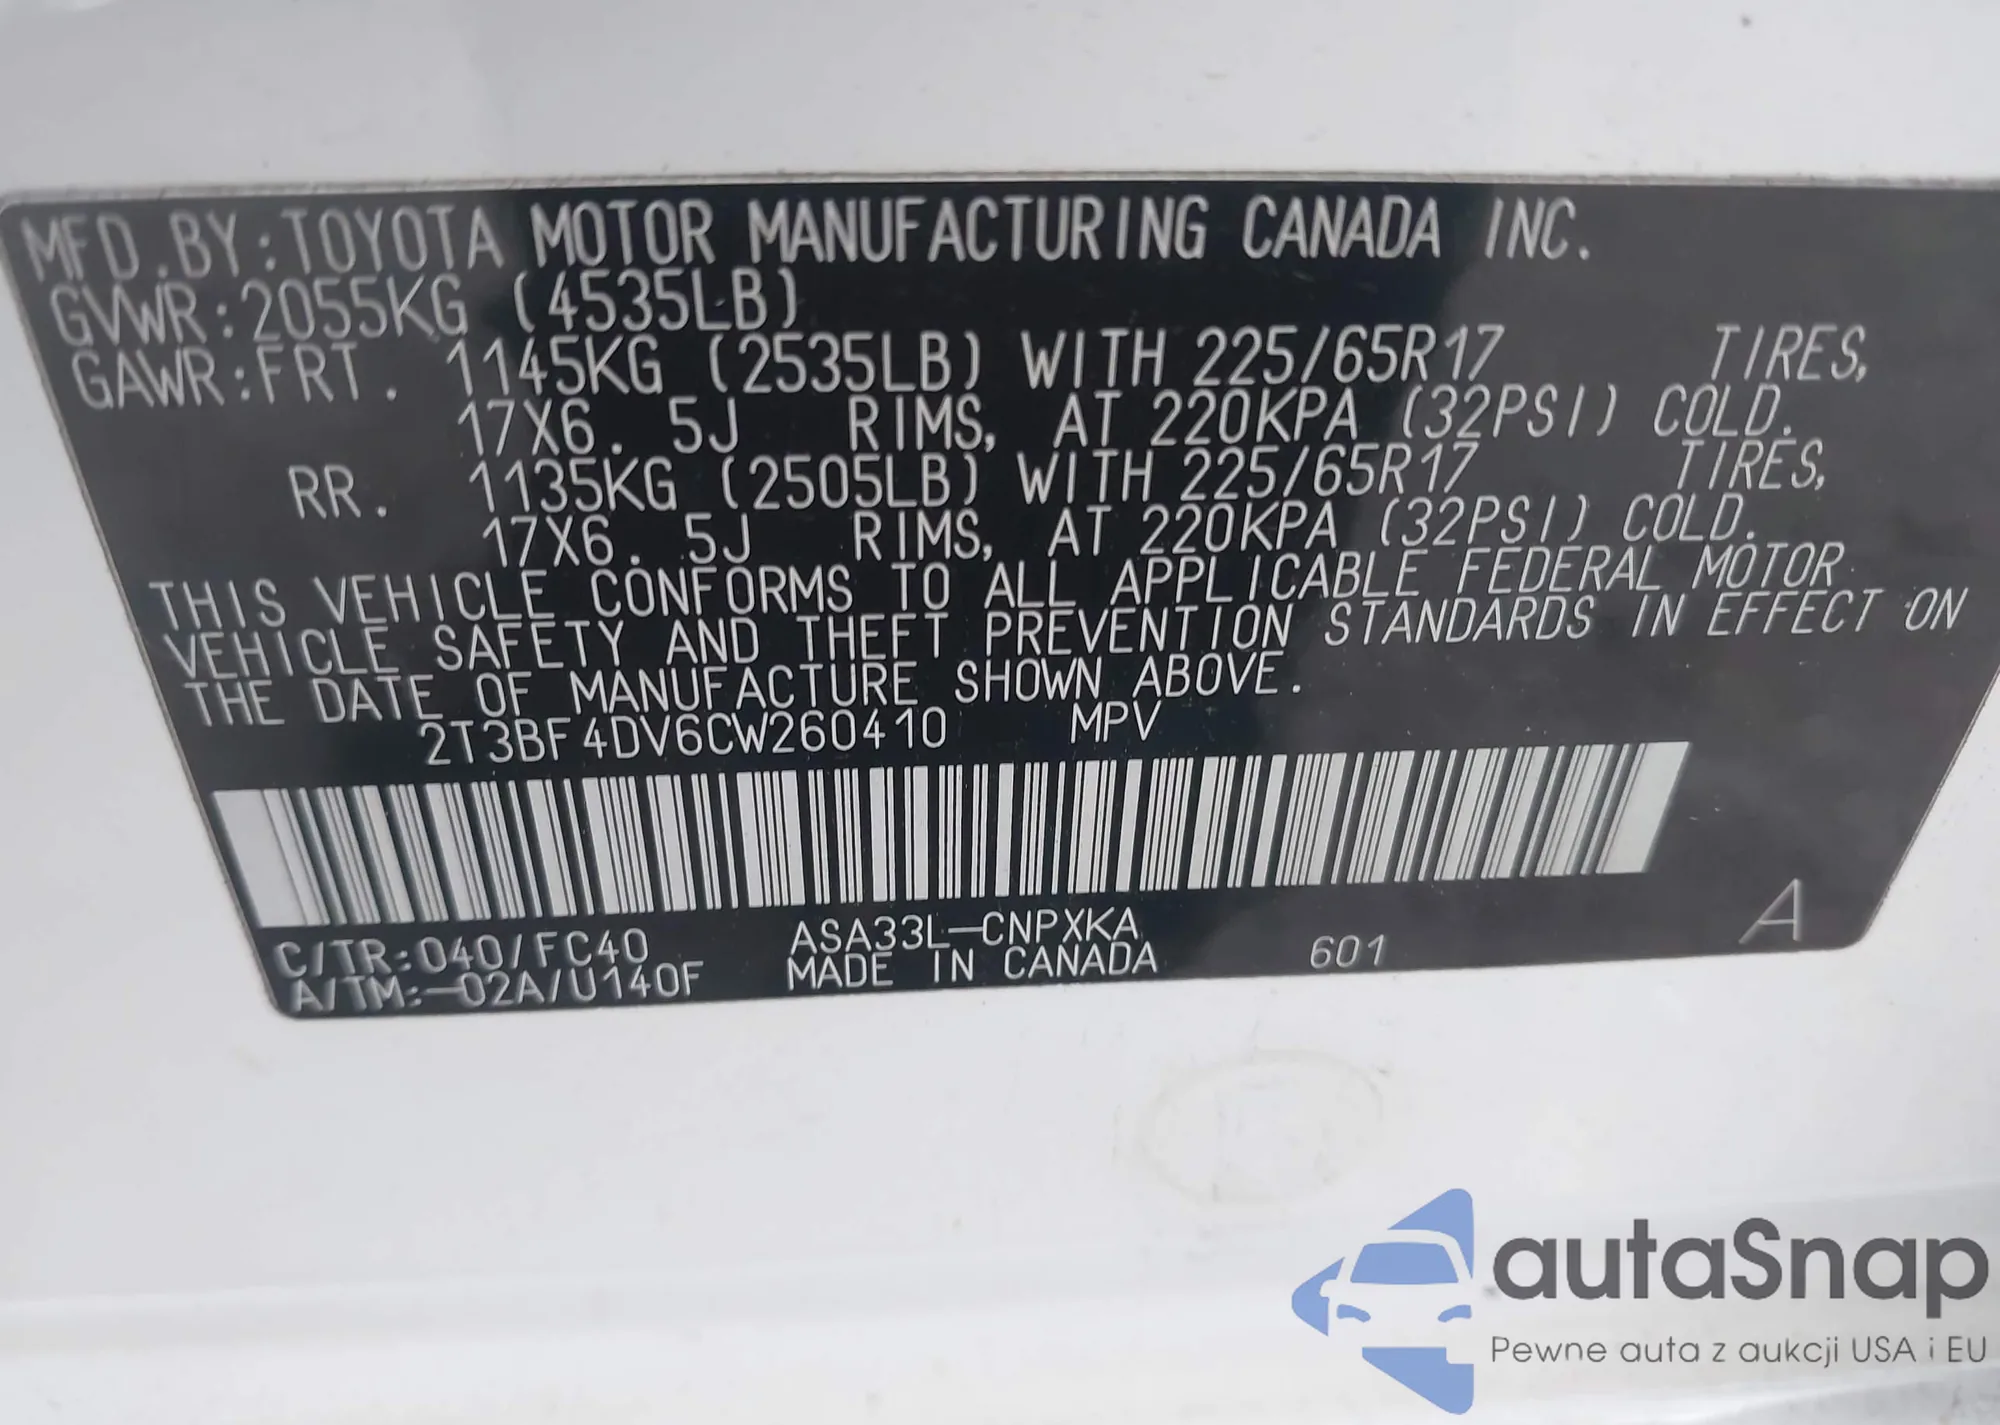 MFD.BY:TOYOTA MOTOR MANUFACTURING CANADA INC.
GVWR:2055KG (4535LB)
GAWR:FRT. 1145KG (2535LB) WITH 225/65R17 TIRES,
17X6.5J RIMS, AT 220KPA (32PSI) COLD.
RR. 1135KG (2505LB) WITH 225/65R17 TIRES,
17X6.5J RIMS, AT 220KPA (32PSI) COLD.
THIS VEHICLE CONFORMS TO ALL APPLICABLE FEDERAL MOTOR
VEHICLE SAFETY AND THEFT PREVENTION STANDARDS IN EFFECT ON
THE DATE OF MANUFACTURE SHOWN ABOVE.
2T3BF4DV6CW260410 MPV
C/TR:040/FC40 ASA33L-CNPXKA 601 A
A/TM:-02A/U140F MADE IN CANADA
autaSnap
Pewne auta z aukcji USA i EU